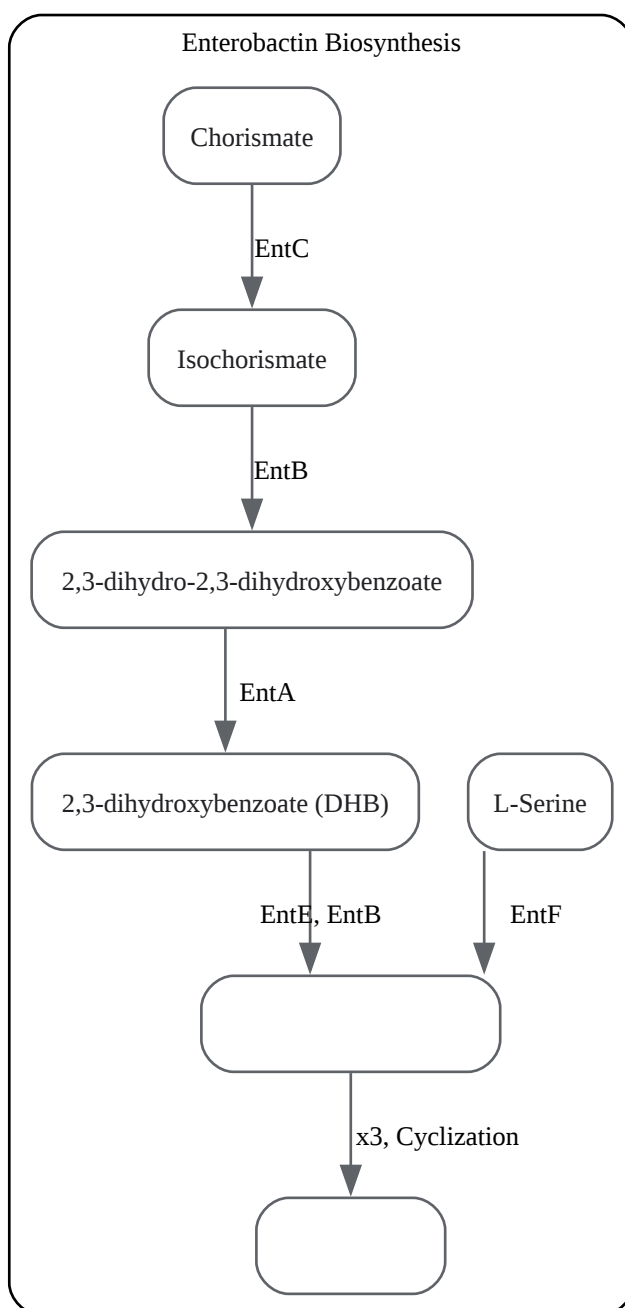 Enterobactin Biosynthesis
Chorismate
EntC
Isochorismate
EntB
2,3-dihydro-2,3-dihydroxybenzoate
EntA
2,3-dihydroxybenzoate (DHB)
L-Serine
EntE, EntB
EntF
x3, Cyclization